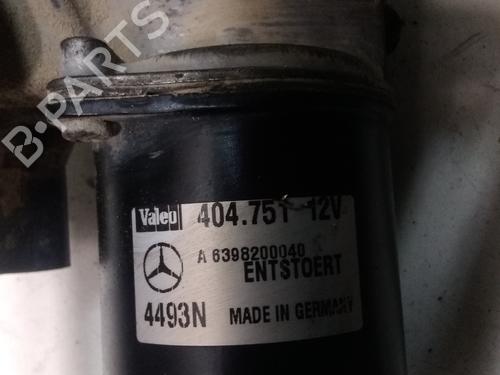 B-PARTS
Valeo 404.751 12V
A 6398200040
ENTSTOERT
4493N MADE IN GERMANY